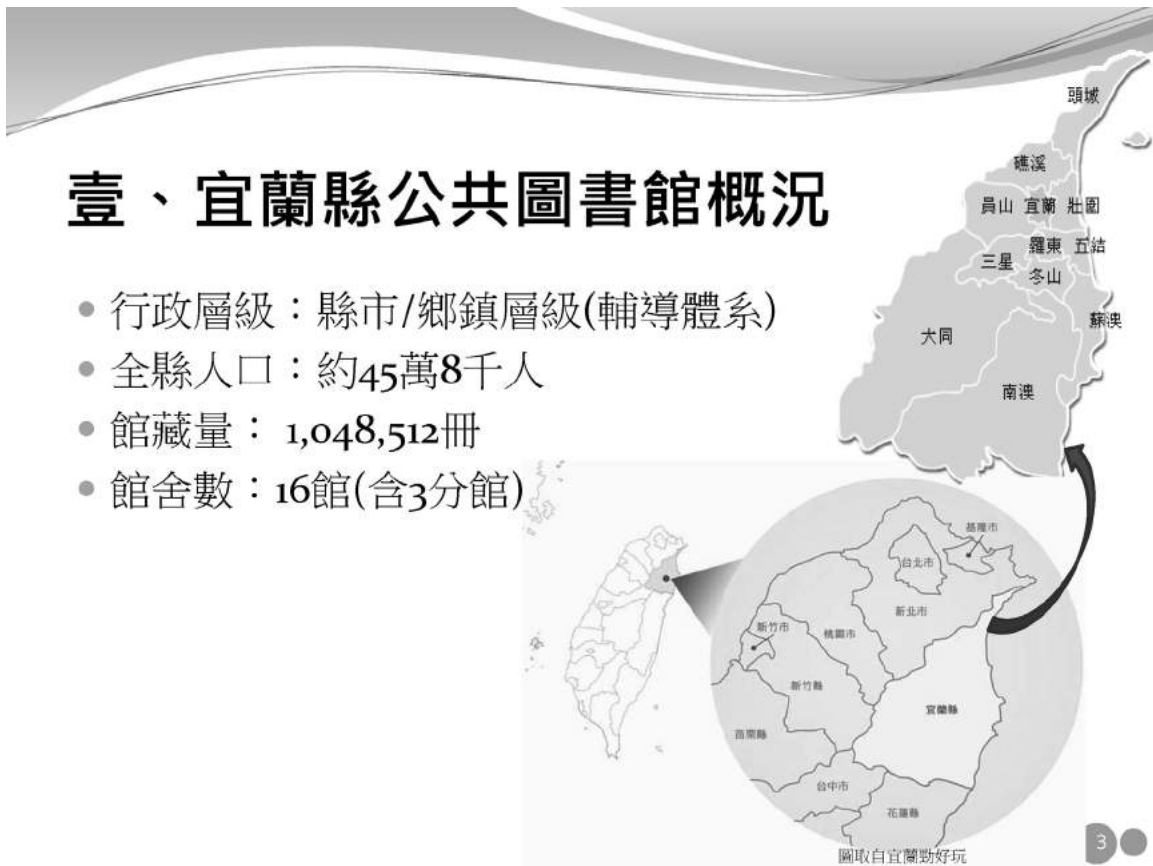 壹、宜蘭縣公共圖書館概況
• 行政層級：縣市/鄉鎮層級(輔導體系)
• 全縣人口：約45萬8千人
• 館藏量： 1,048,512冊
• 館舍數：16館(含3分館)
頭城
礁溪
員山 宜蘭 壯圍
羅東 五結
三星
冬山
蘇澳
大同
南澳
基隆市
台北市
新北市
新竹市
桃園市
新竹縣
宜蘭縣
苗栗縣
台中市
花蓮縣
圖取自宜蘭勁好玩
3